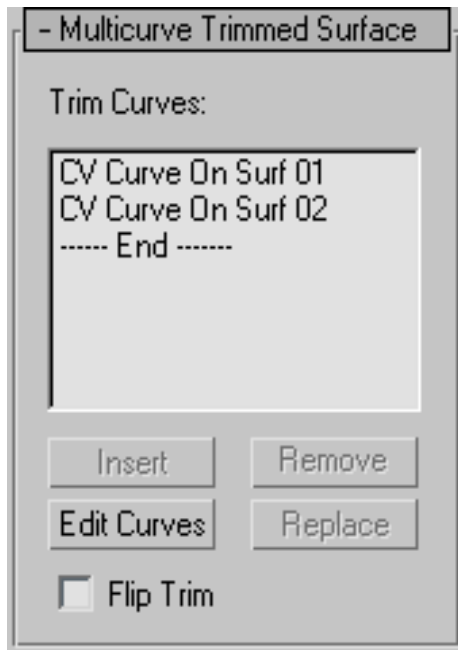 - Multicurve Trimmed Surface
Trim Curves:
CV Curve On Surf 01
CV Curve On Surf 02
------ End -------
Insert Remove
Edit Curves Replace
Flip Trim